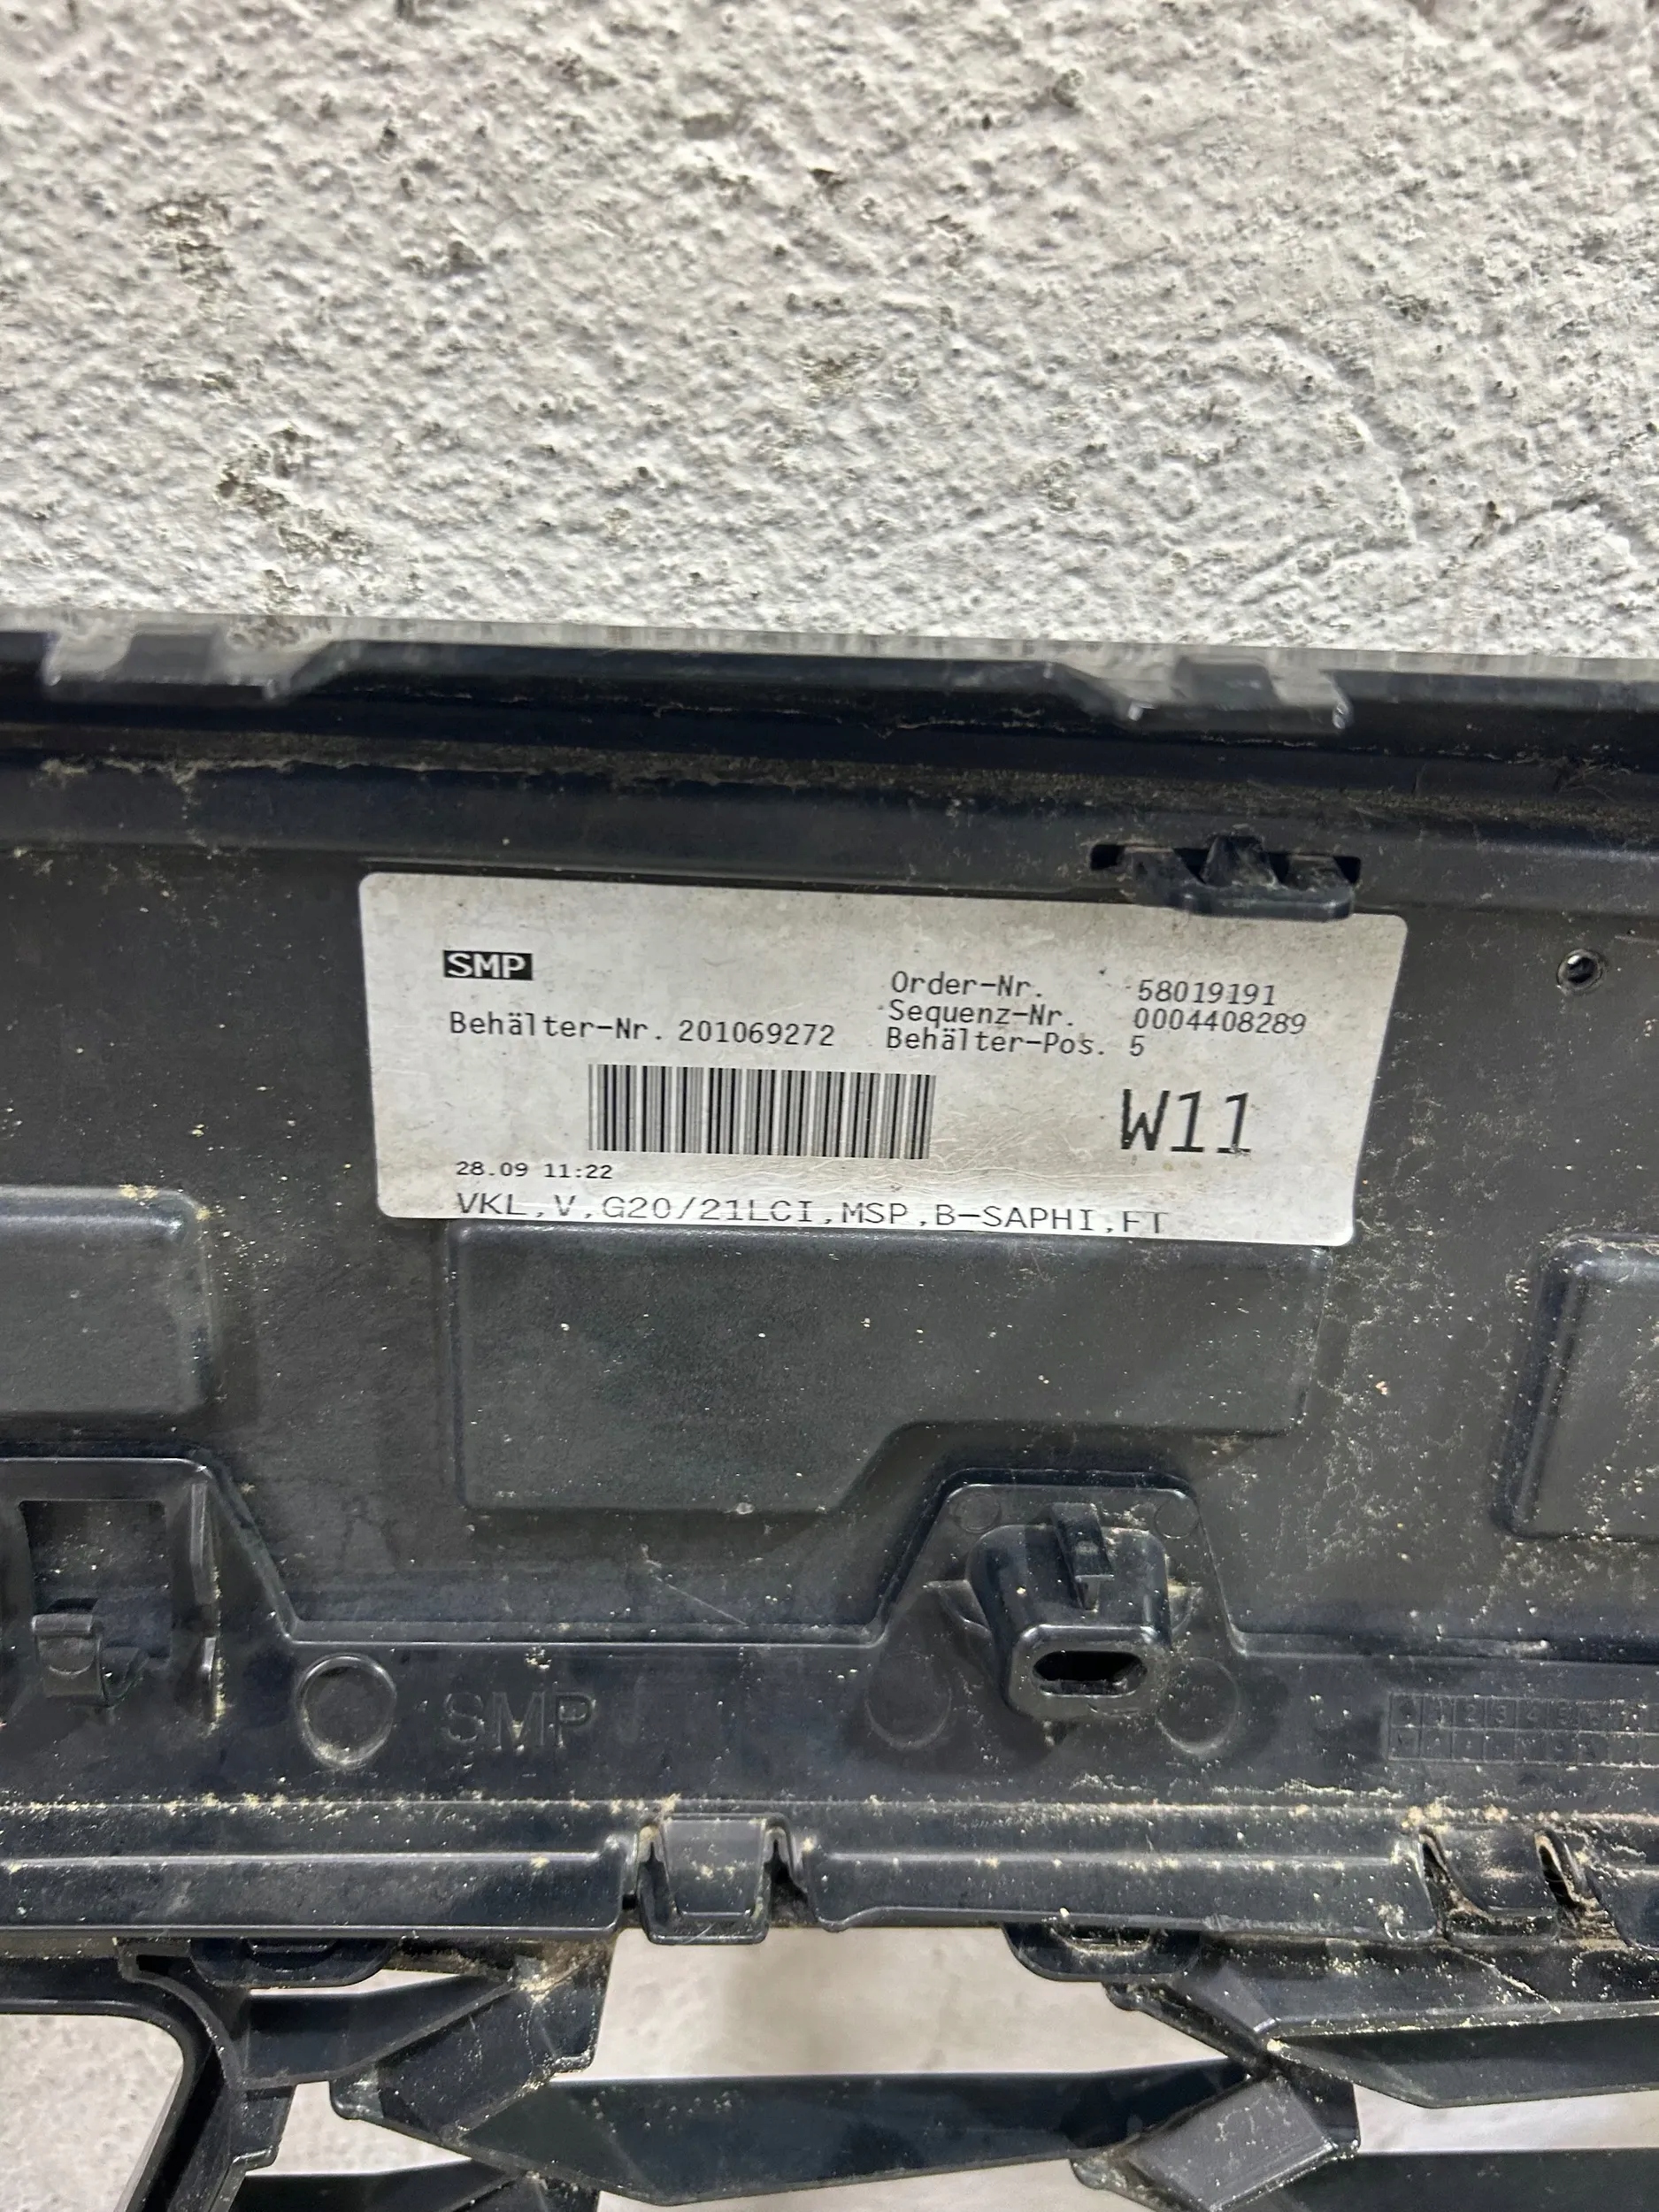 SMP
Order-Nr. 58019191
Sequenz-Nr. 0004408289
Behälter-Nr. 201069272 Behälter-Pos. 5
W11
28.09 11:22
VKL,V,G20/21LCI,MSP,B-SAPHI,FT
SMP